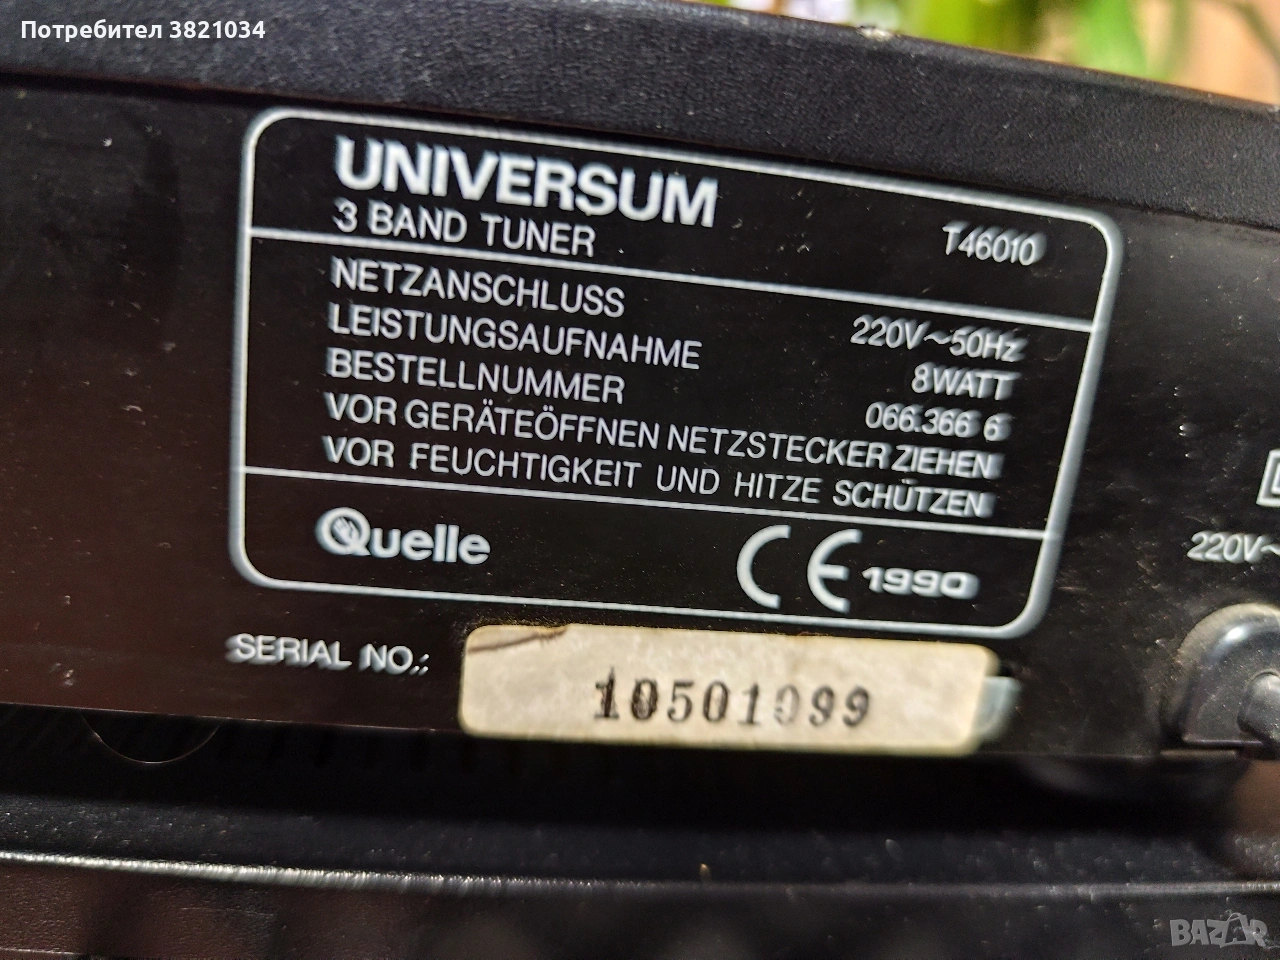 Потребител 3821034
UNIVERSUM
3 BAND TUNER T46010
NETZANSCHLUSS 220V~50Hz
LEISTUNGSAUFNAHME 8WATT
BESTELLNUMMER 066.366 6
VOR GERÄTEÖFFNEN NETZSTECKER ZIEHEN
VOR FEUCHTIGKEIT UND HITZE SCHÜTZEN
Quelle CE 1990
220V~
SERIAL NO.: 10501099
BAZAR